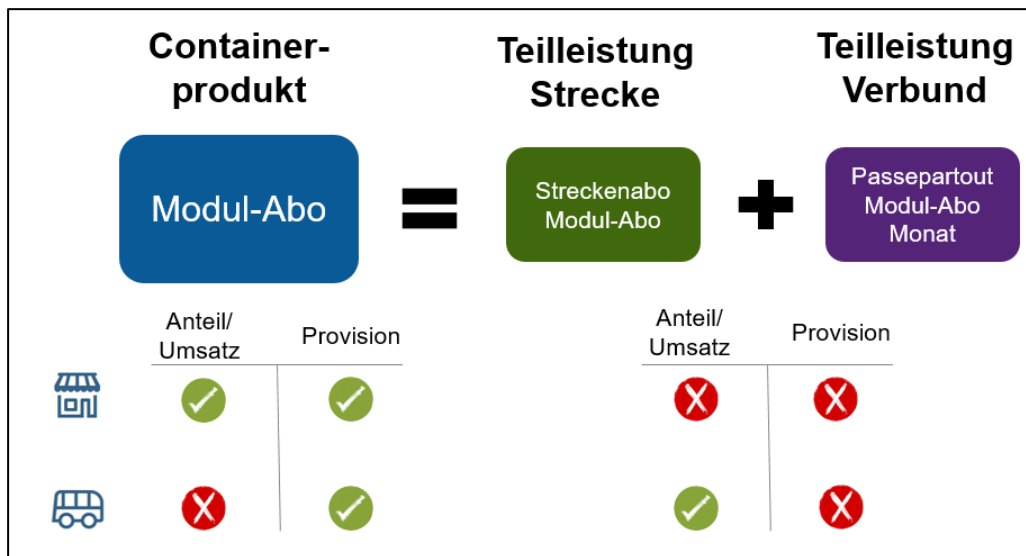 Container-
produkt
Teilleistung
Strecke
Teilleistung
Verbund
Modul-Abo
Streckenabo
Modul-Abo
Passepartout
Modul-Abo
Monat
Anteil/
Umsatz
Provision
Anteil/
Umsatz
Provision